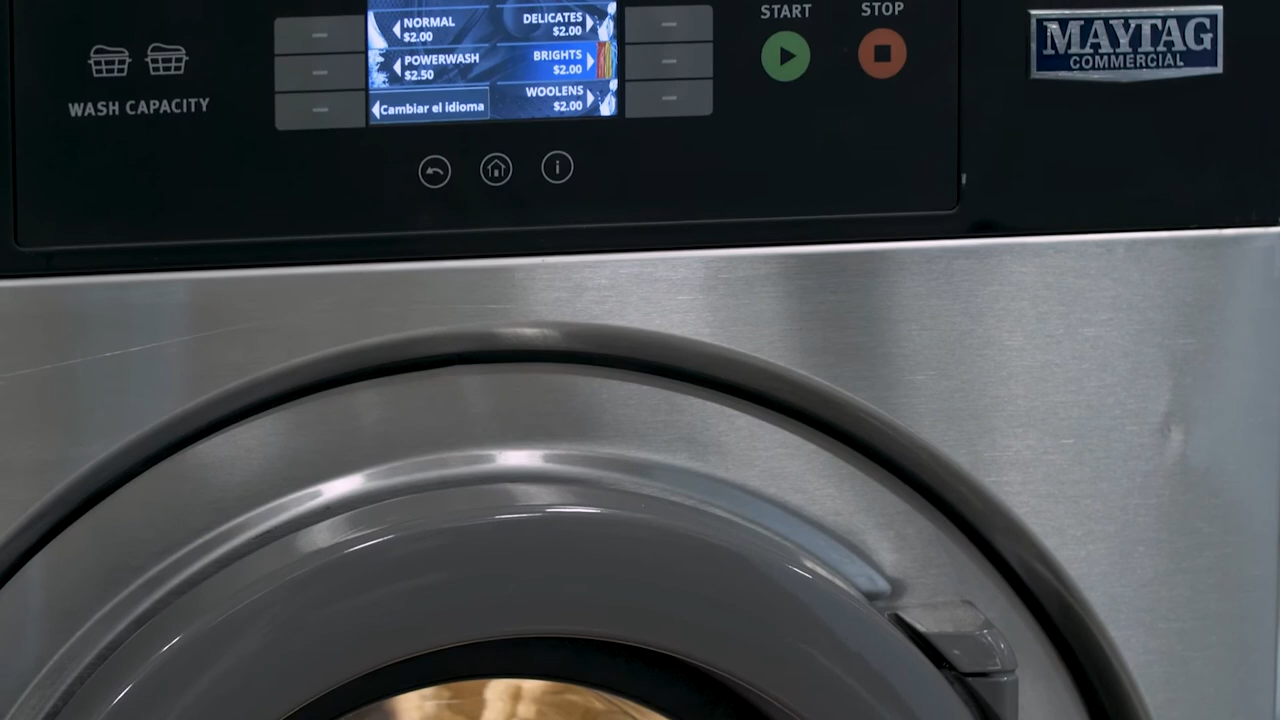 WASH CAPACITY
NORMAL
$2.00
DELICATES
$2.00
POWERWASH
$2.50
BRIGHTS
$2.00
Cambiar el idioma
WOOLENS
$2.00
START
STOP
MAYTAG
COMMERCIAL